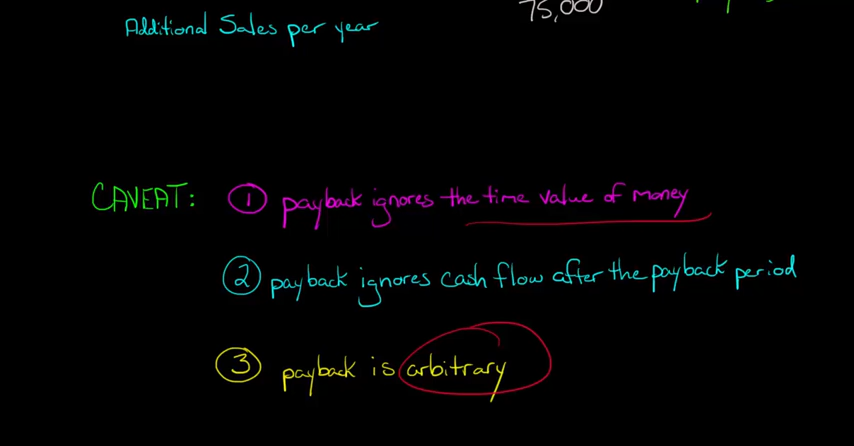 75,000
Additional Sales per year
CAVEAT: 1 payback ignores the time value of money
2 payback ignores cash flow after the payback period
3 payback is arbitrary